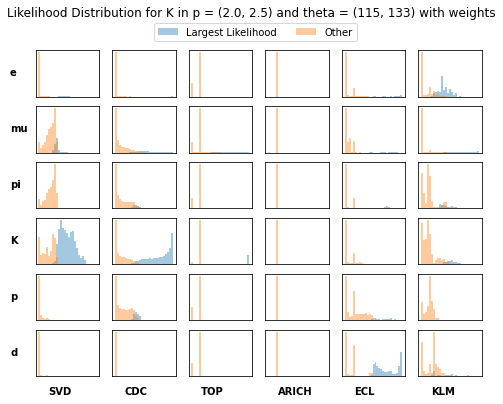 Likelihood Distribution for K in p = (2.0, 2.5) and theta = (115, 133) with weights
Largest Likelihood Other
e
mu
pi
K
p
d
SVD CDC TOP ARICH ECL KLM